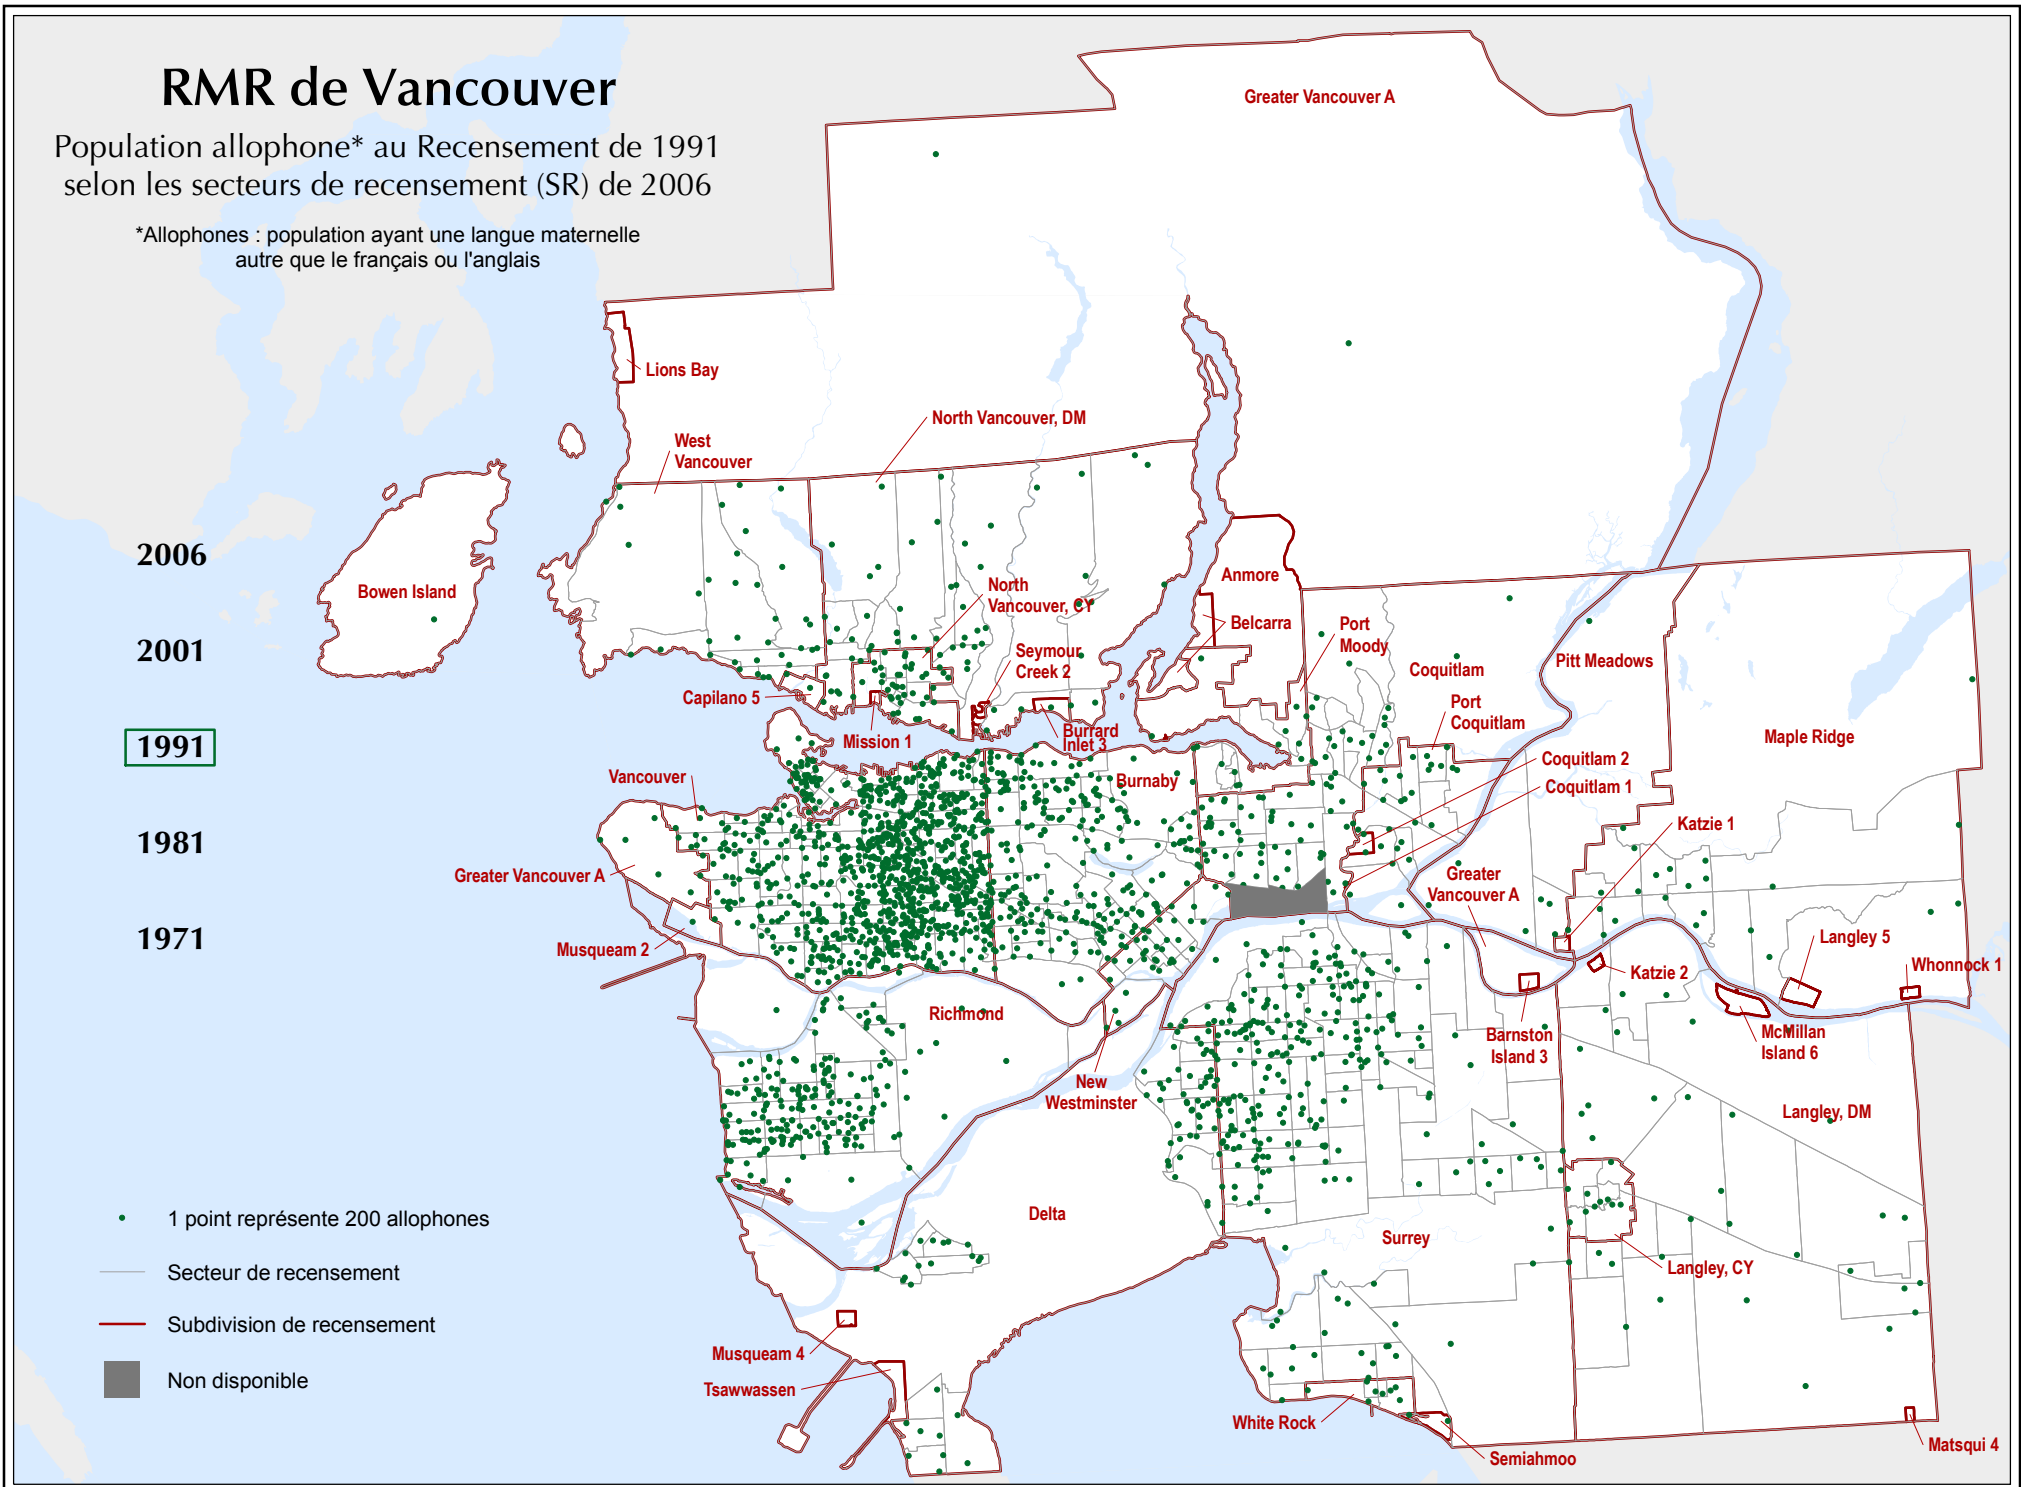 RMR de Vancouver
Population allophone* au Recensement de 1991
selon les secteurs de recensement (SR) de 2006
*Allophones : population ayant une langue maternelle
autre que le français ou l'anglais
Greater Vancouver A
Lions Bay
North Vancouver, DM
West
Vancouver
2006
Bowen Island
Anmore
North
Vancouver, CY
Belcarra
Port
Moody
2001
Seymour
Creek 2
Coquitlam
Pitt Meadows
Capilano 5
Port
Coquitlam
1991
Mission 1
Burrard
Inlet 3
Maple Ridge
Vancouver
Burnaby
Coquitlam 2
Coquitlam 1
Katzie 1
1981
Greater Vancouver A
Greater
Vancouver A
1971
Musqueam 2
Langley 5
Whonnock 1
Katzie 2
Richmond
Barnston
Island 3
McMillan
Island 6
New
Westminster
Langley, DM
1 point représente 200 allophones
Delta
Surrey
Secteur de recensement
Langley, CY
Subdivision de recensement
Musqueam 4
Non disponible
Tsawwassen
White Rock
Semiahmoo
Matsqui 4